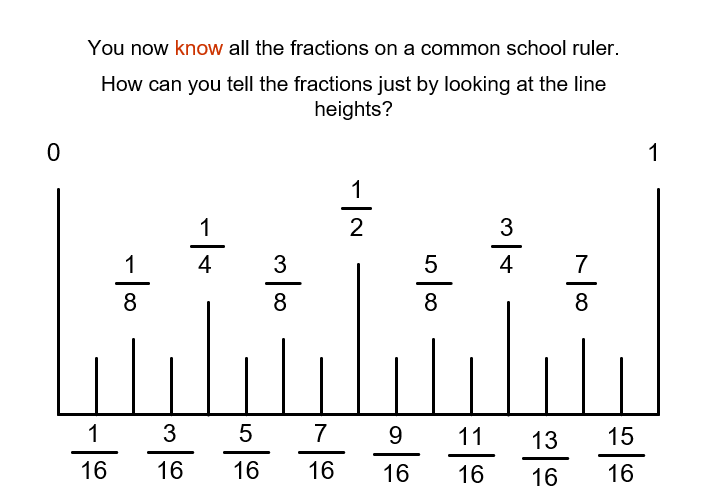 You now know all the fractions on a common school ruler.
How can you tell the fractions just by looking at the line
heights?
0 1
1/2
1/4 3/4
1/8 3/8 5/8 7/8
1/16 3/16 5/16 7/16 9/16 11/16 13/16 15/16